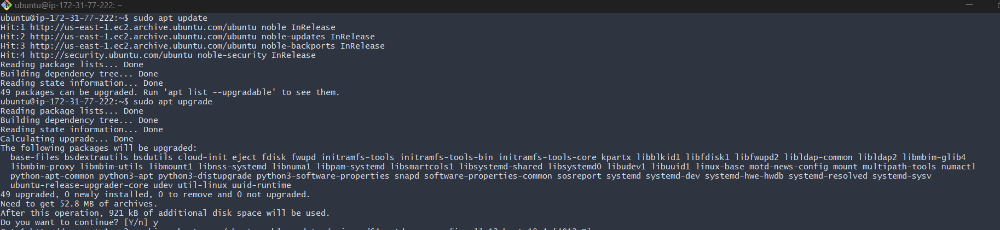 ubuntu@ip-172-31-77-222: ~
ubuntu@ip-172-31-77-222:~$ sudo apt update
Hit:1 http://us-east-1.ec2.archive.ubuntu.com/ubuntu noble InRelease
Hit:2 http://us-east-1.ec2.archive.ubuntu.com/ubuntu noble-updates InRelease
Hit:3 http://us-east-1.ec2.archive.ubuntu.com/ubuntu noble-backports InRelease
Hit:4 http://security.ubuntu.com/ubuntu noble-security InRelease
Reading package lists... Done
Building dependency tree... Done
Reading state information... Done
49 packages can be upgraded. Run 'apt list --upgradable' to see them.
ubuntu@ip-172-31-77-222:~$ sudo apt upgrade
Reading package lists... Done
Building dependency tree... Done
Reading state information... Done
Calculating upgrade... Done
The following packages will be upgraded:
base-files bsdextrautils bsdutils cloud-init eject fdisk fwupd initramfs-tools initramfs-tools-bin initramfs-tools-core kpartx libblkid1 libfdisk1 libfwupd2 libldap-common libldap2 libmbim-glib4
libmbim-proxy libmbim-utils libmount1 libnss-systemd libnuma1 libpam-systemd libsmartcols1 libsystemd-shared libsystemd0 libudev1 libuuid1 linux-base motd-news-config mount multipath-tools numactl
python-apt-common python3-apt python3-distupgrade python3-software-properties snapd software-properties-common sosreport systemd systemd-dev systemd-hwe-hwdb systemd-resolved systemd-sysv
ubuntu-release-upgrader-core udev util-linux uuid-runtime
49 upgraded, 0 newly installed, 0 to remove and 0 not upgraded.
Need to get 52.8 MB of archives.
After this operation, 921 kB of additional disk space will be used.
Do you want to continue? [Y/n] y